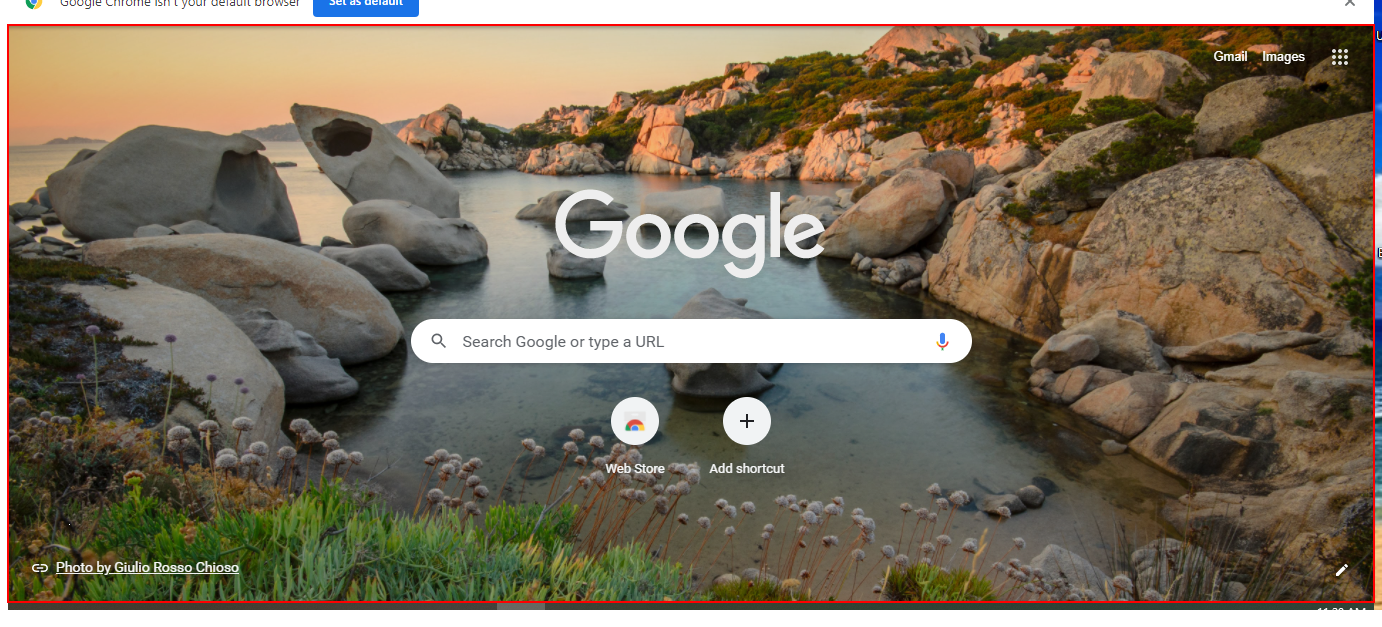 Google Chrome isn't your default browser
Set as default
Gmail
Images
Google
Search Google or type a URL
Web Store
Add shortcut
Photo by Giulio Rosso Chioso